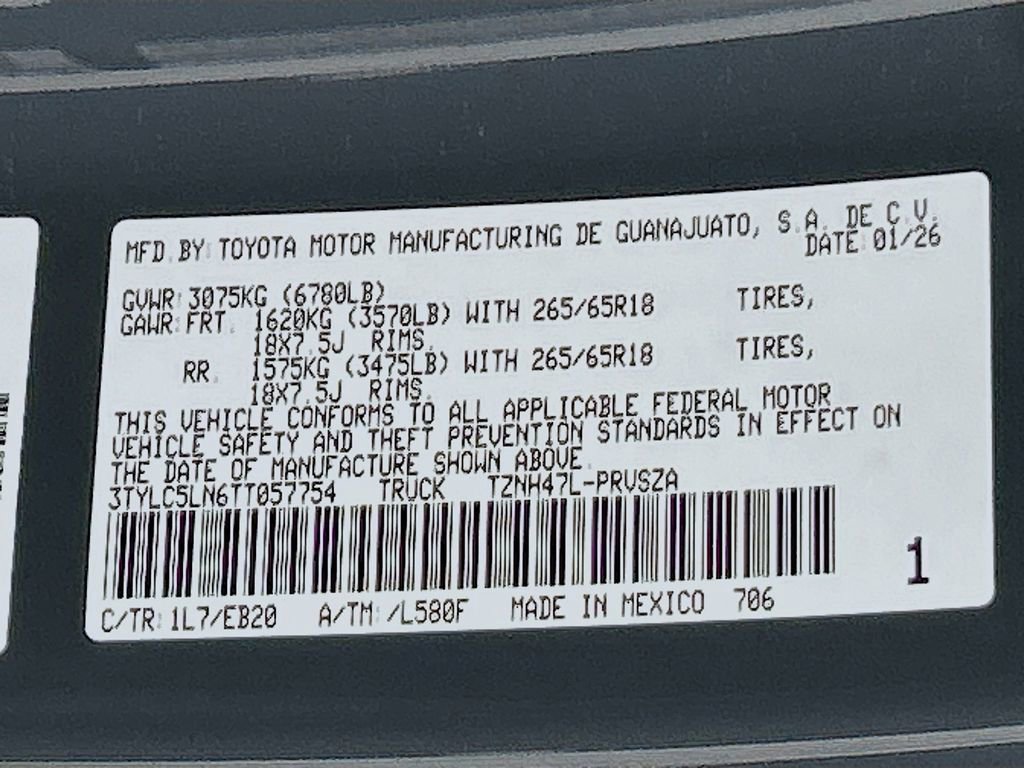 MFD. BY: TOYOTA MOTOR MANUFACTURING DE GUANAJUATO, S.A. DE C.V.
DATE: 01/26
GVWR: 3075KG (6780LB)
GAWR: FRT. 1620KG (3570LB) WITH 265/65R18 TIRES,
18X7.5J RIMS.
RR. 1575KG (3475LB) WITH 265/65R18 TIRES,
18X7.5J RIMS.
THIS VEHICLE CONFORMS TO ALL APPLICABLE FEDERAL MOTOR
VEHICLE SAFETY AND THEFT PREVENTION STANDARDS IN EFFECT ON
THE DATE OF MANUFACTURE SHOWN ABOVE.
3TYLC5LN6TT057754 TRUCK TZNH47L-PRVSZA
1
C/TR: 1L7/EB20 A/TM: /L580F MADE IN MEXICO 706